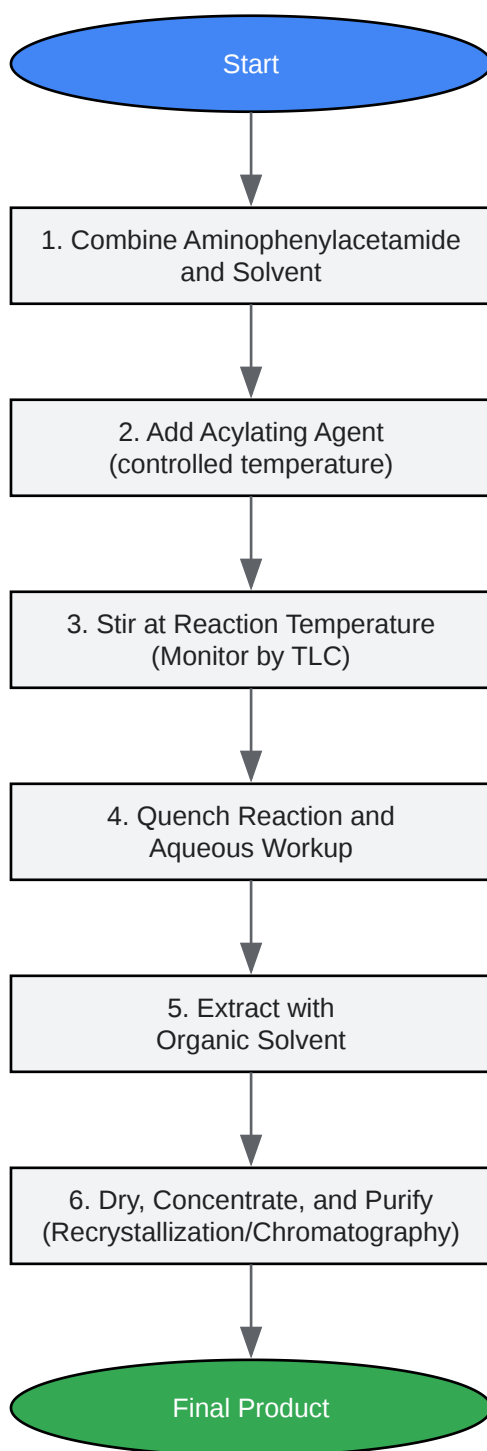 Start
1. Combine Aminophenylacetamide
and Solvent
2. Add Acylating Agent
(controlled temperature)
3. Stir at Reaction Temperature
(Monitor by TLC)
4. Quench Reaction and
Aqueous Workup
5. Extract with
Organic Solvent
6. Dry, Concentrate, and Purify
(Recrystallization/Chromatography)
Final Product